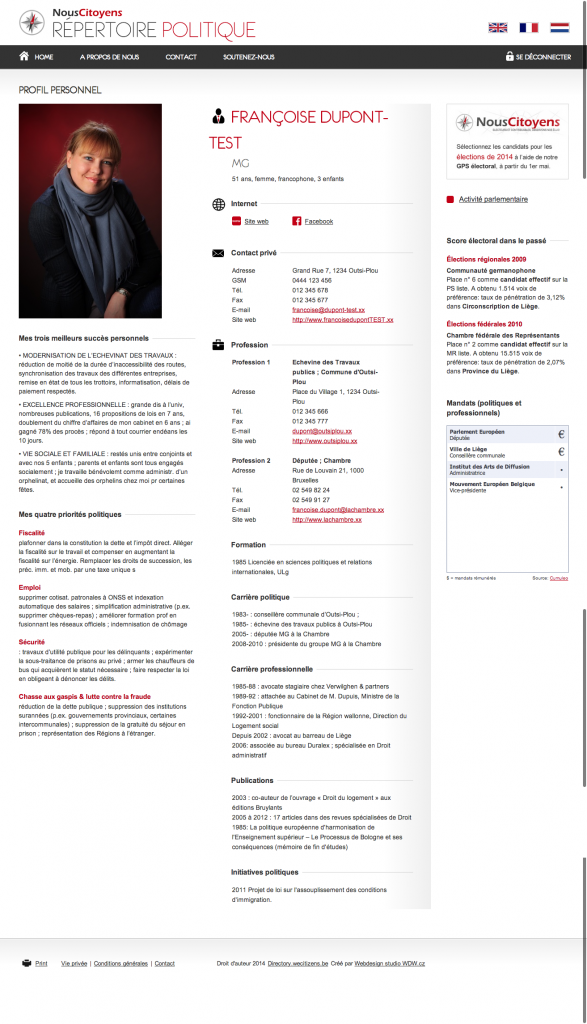 NousCitoyens
RÉPERTOIRE POLITIQUE
HOME
A PROPOS DE NOUS
CONTACT
SOUTENEZ-NOUS
SE DÉCONNECTER
PROFIL PERSONNEL
Mes trois meilleurs succès personnels
• MODERNISATION DE L'ECHEVINAT DES TRAVAUX :
réduction de moitié de la durée d'inaccessibilité des routes,
synchronisation des travaux des différentes entreprises,
remise en état de tous les trottoirs, informatisation, délais de
paiement respectés.
• EXCELLENCE PROFESSIONNELLE : grande dis à l'univ,
nombreuses publications, 16 propositions de lois en 7 ans,
doublement du chiffre d'affaires de mon cabinet en 6 ans ; ai
gagné 78% des procès ; répond à tout courrier endéans les
10 jours.
• VIE SOCIALE ET FAMILIALE : restés unis entre conjoints et
avec nos 5 enfants ; parents et enfants sont tous engagés
socialement ; je travaille bénévolement comme administr. d'un
orphelinat, et accueille des orphelins chez moi pr certaines
fêtes.
Mes quatre priorités politiques
Fiscalité
plafonner dans la constitution la dette et l'impôt direct. Alléger
la fiscalité sur le travail et compenser en augmentant la
fiscalité sur l'énergie. Remplacer les droits de succession, les
préc. imm. et mob. par une taxe unique s
Emploi
supprimer cotisat. patronales à ONSS et indexation
automatique des salaires ; simplification administrative (p.ex.
supprimer chèques-repas) ; améliorer formation prof en
fusionnant les réseaux officiels ; indemnisation de chômage
Sécurité
: travaux d'utilité publique pour les délinquants ; expérimenter
la sous-traitance de prisons au privé ; armer les chauffeurs de
bus qui acquièrent le statut nécessaire ; faire respecter la loi
en obligeant à dénoncer les délits.
Chasse aux gaspis & lutte contre la fraude
réduction de la dette publique ; suppression des institutions
surannées (p.ex. gouvernements provinciaux, certaines
intercommunales) ; suppression de la gratuité du séjour en
prison ; représentation des Régions à l'étranger.
FRANÇOISE DUPONT-
TEST
MG
51 ans, femme, francophone, 3 enfants
Internet
Site web
Facebook
Contact privé
Adresse Grand Rue 7, 1234 Outsi-Plou
GSM 0444 123 456
Tél. 012 345 678
Fax 012 345 677
E-mail francoise@dupont-test.xx
Site web http://www.francoisedupontTEST.xx
Profession
Profession 1 Echevine des Travaux
publics ; Commune d'Outsi-
Plou
Adresse Place du Village 1, 1234 Outsi-
Plou
Tél. 012 345 666
Fax 012 345 777
E-mail dupont@outsiplou.xx
Site web http://www.outsiplou.xx
Profession 2 Députée ; Chambre
Adresse Rue de Louvain 21, 1000
Bruxelles
Tél. 02 549 82 24
Fax 02 549 91 27
E-mail francoise.dupont@lachambre.xx
Site web http://www.lachambre.xx
Formation
1985 Licenciée en sciences politiques et relations
internationales, ULg
Carrière politique
1983- : conseillère communale d'Outsi-Plou ;
1985- : échevine des travaux publics à Outsi-Plou
2005- : députée MG à la Chambre
2008-2010 : présidente du groupe MG à la Chambre
Carrière professionnelle
1985-88 : avocate stagiaire chez Verwilghen & partners
1989-92 : attachée au Cabinet de M. Dupuis, Ministre de la
Fonction Publique
1992-2001 : fonctionnaire de la Région wallonne, Direction du
Logement social
Depuis 2002 : avocat au barreau de Liège
2006: associée au bureau Duralex ; spécialisée en Droit
administratif
Publications
2003 : co-auteur de l'ouvrage « Droit du logement » aux
éditions Bruylants
2005 à 2012 : 17 articles dans des revues spécialisées de Droit
1985: La politique européenne d'harmonisation de
l'Enseignement supérieur – Le Processus de Bologne et ses
conséquences (mémoire de fin d'études)
Initiatives politiques
2011 Projet de loi sur l'assouplissement des conditions
d'immigration.
NousCitoyens
Sélectionnez les candidats pour les
élections de 2014 à l'aide de notre
GPS électoral, à partir du 1er mai.
Activité parlementaire
Score électoral dans le passé
Élections régionales 2009
Communauté germanophone
Place n° 6 comme candidat effectif sur la
PS liste. A obtenu 1.514 voix de
préférence: taux de pénétration de 3,12%
dans Circonscription de Liège.
Élections fédérales 2010
Chambre fédérale des Représentants
Place n° 2 comme candidat effectif sur la
MR liste. A obtenu 15.515 voix de
préférence: taux de pénétration de 2,07%
dans Province du Liège.
Mandats (politiques et
professionnels)
Parlement Européen €
Députée
Ville de Liège €
Conseillère communale
Institut des Arts de Diffusion
Administratrice
Mouvement Européen Belgique
Vice-présidente
$ = mandats rémunérés
Source: Cumuleo
Print
Vie privée | Conditions générales | Contact
Droit d'auteur 2014 Directory.wecitizens.be Créé par Webdesign studio WDW.cz